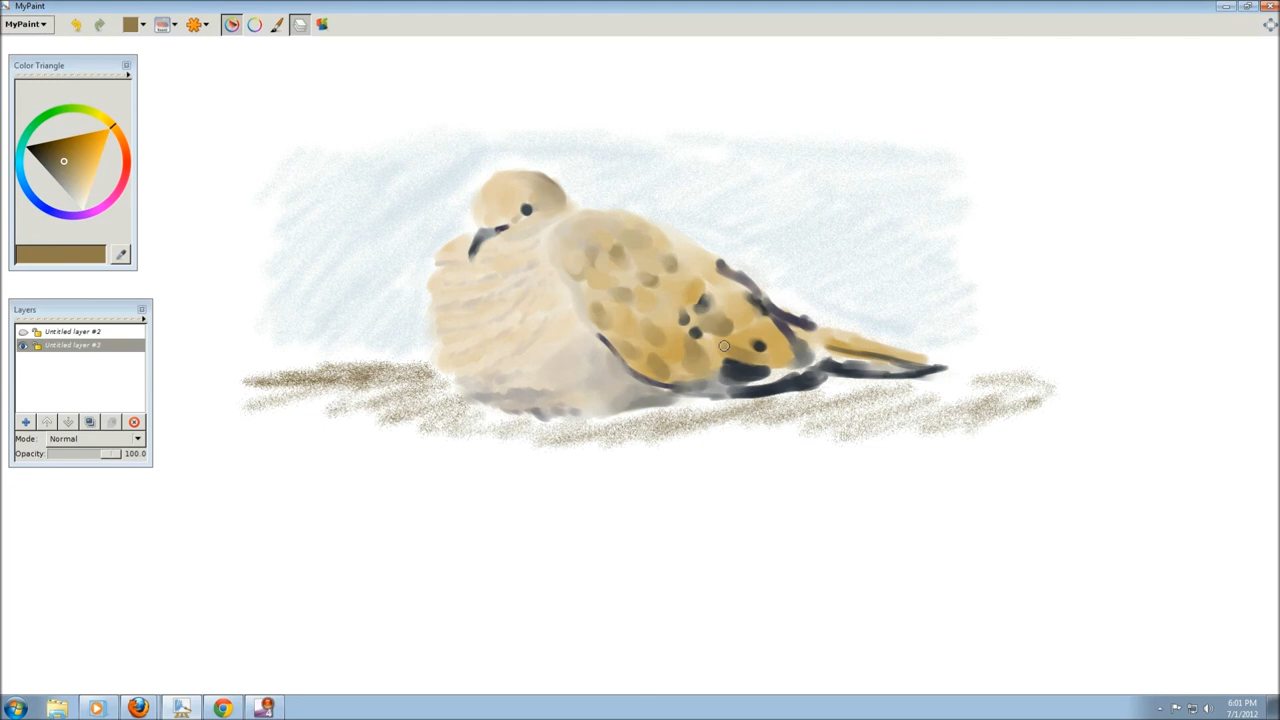 MyPaint
MyPaint
Color Triangle
Layers
Untitled layer #2
Untitled layer #3
Mode: Normal
Opacity: 100.0
6:01 PM
7/1/2012